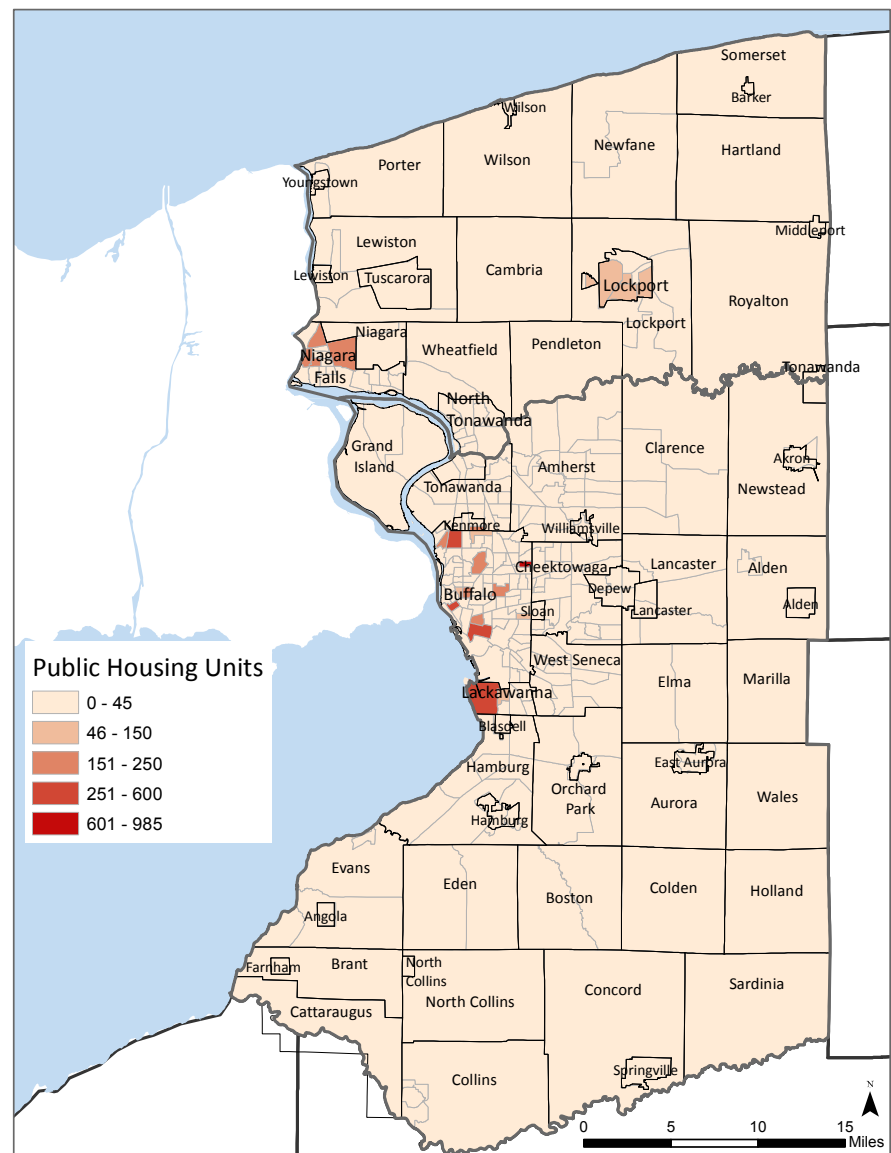 Somerset
Barker
Wilson
Newfane
Hartland
Wilson
Porter
Youngstown
Middleport
Lewiston
Lewiston
Tuscarora
Cambria
Lockport
Royalton
Lockport
Niagara
Niagara
Falls
Wheatfield
Pendleton
Tonawanda
North
Tonawanda
Grand
Island
Clarence
Akron
Amherst
Newstead
Tonawanda
Kenmore
Williamsville
Cheektowaga
Lancaster
Alden
Depew
Buffalo
Sloan
Lancaster
Alden
Public Housing Units
0 - 45
46 - 150
151 - 250
251 - 600
601 - 985
West Seneca
Elma
Marilla
Lackawanna
Blasdell
Hamburg
East Aurora
Orchard
Park
Aurora
Wales
Hamburg
Evans
Eden
Boston
Colden
Holland
Angola
Farnham
Brant
North
Collins
North Collins
Concord
Sardinia
Cattaraugus
Collins
Springville
N
0 5 10 15
Miles